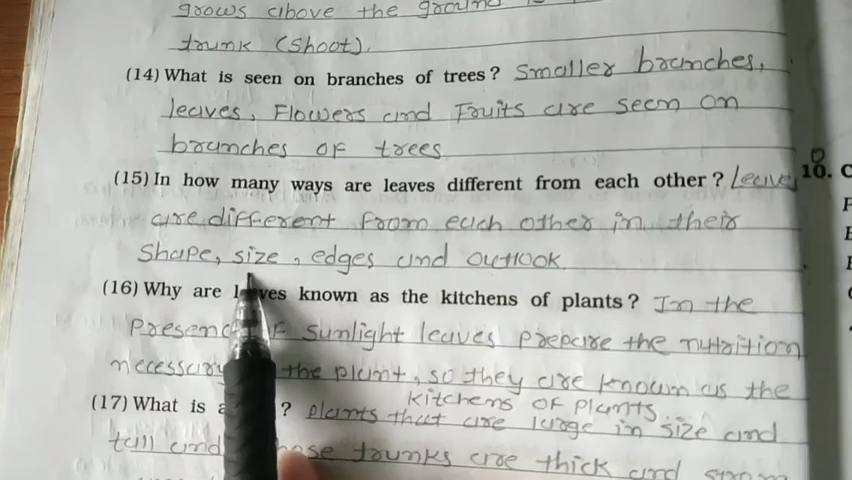 grows above the ground
trunk (shoot).
(14) What is seen on branches of trees? Smaller branches,
leaves, Flowers and Fruits are seen on
branches of trees
(15) In how many ways are leaves different from each other? Leaves
are different from each other in their
shape, size, edges and outlook.
(16) Why are leaves known as the kitchens of plants? In the
Presence of sunlight leaves prepare the nutrition
necessary the plant, so they are known as the
kitchens of plants
(17) What is a ? plants that are large in size and
tall and whose trunks are thick and strong
10. C